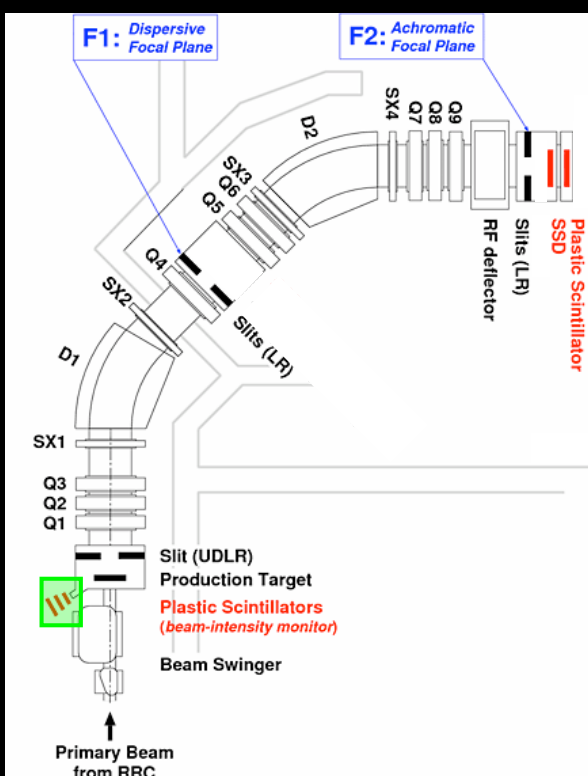 F1: Dispersive
Focal Plane
F2: Achromatic
Focal Plane
D2
SX4
Q7
Q8
Q9
SX3
Q6
Q5
RF deflector
Slits (LR)
SSD
Plastic Scintillator
Q4
SX2
Slits (LR)
D1
SX1
Q3
Q2
Q1
Slit (UDLR)
Production Target
Plastic Scintillators
(beam-intensity monitor)
Beam Swinger
Primary Beam
from RRC